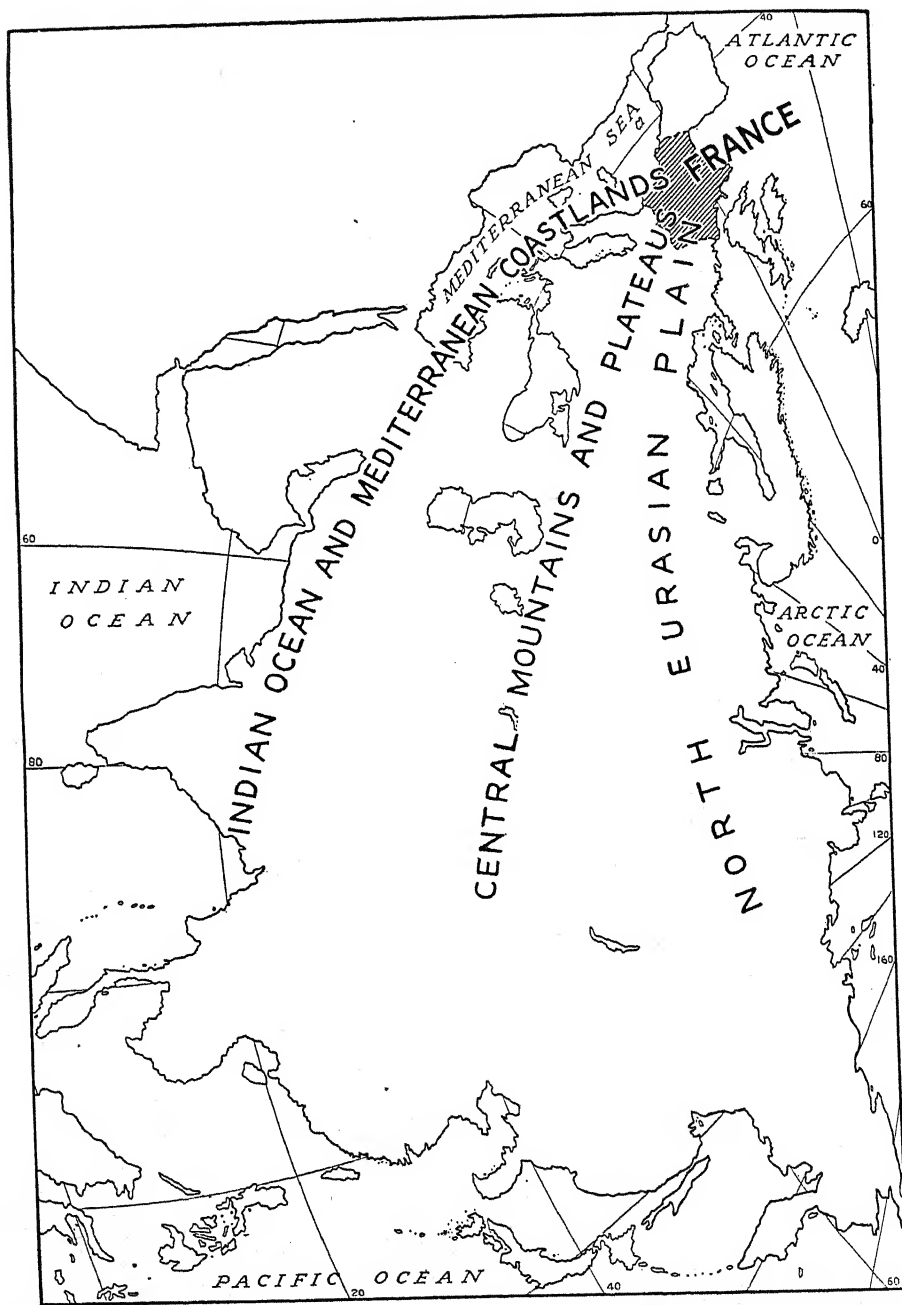 40
ATLANTIC
OCEAN
MEDITERRANEAN SEA
FRANCE
INDIAN OCEAN AND MEDITERRANEAN COASTLANDS
CENTRAL MOUNTAINS AND PLATEAUS
NORTH EURASIAN PLAIN
60
0
60
INDIAN
OCEAN
ARCTIC
OCEAN
40
80
80
120
160
PACIFIC OCEAN
20
40
60